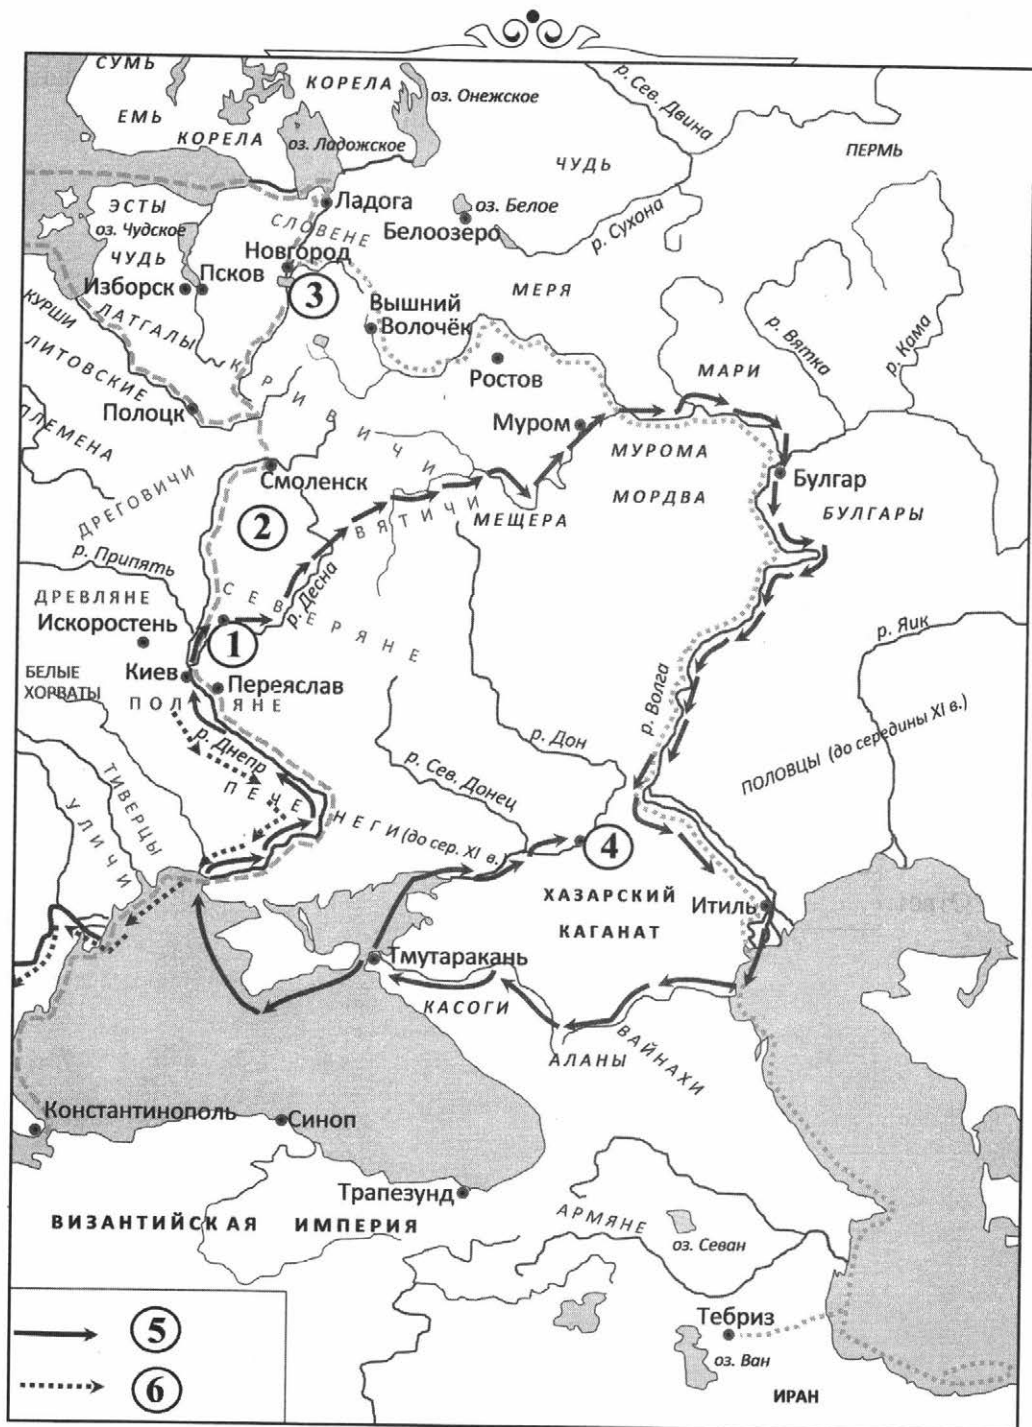 СУМЬ
КОРЕЛА
оз. Онежское
р. Сев. Двина
ЕМЬ
КОРЕЛА
оз. Ладожское
ЧУДЬ
ПЕРМЬ
ЭСТЫ
Ладога
оз. Белое
оз. Чудское
СЛОВЕНЕ
Белоозеро
р. Сухона
ЧУДЬ
Новгород
Псков
Изборск
3
МЕРЯ
КУРШИ
ЛАТГАЛЫ
Вышний
Волочёк
р. Вятка
р. Кама
ЛИТОВСКИЕ
ПЛЕМЕНА
КРИВИЧИ
Ростов
МАРИ
Полоцк
Муром
МУРОМА
Смоленск
Булгар
ДРЕГОВИЧИ
2
ВЯТИЧИ
МЕЩЕРА
МОРДВА
БУЛГАРЫ
р. Припять
р. Десна
ДРЕВЛЯНЕ
СЕВЕРЯНЕ
Искоростень
1
р. Яик
БЕЛЫЕ
ХОРВАТЫ
Киев
Переяслав
ПОЛЯНЕ
р. Волга
р. Днепр
р. Дон
ПОЛОВЦЫ (до середины XI в.)
ТИВЕРЦЫ
УЛИЧИ
р. Сев. Донец
ПЕЧЕНЕГИ (до сер. XI в.)
4
ХАЗАРСКИЙ
КАГАНАТ
Итиль
Тмутаракань
КАСОГИ
АЛАНЫ
ВАЙНАХИ
Константинополь
Синоп
Трапезунд
ВИЗАНТИЙСКАЯ ИМПЕРИЯ
АРМЯНЕ
оз. Севан
5
Тебриз
оз. Ван
6
ИРАН